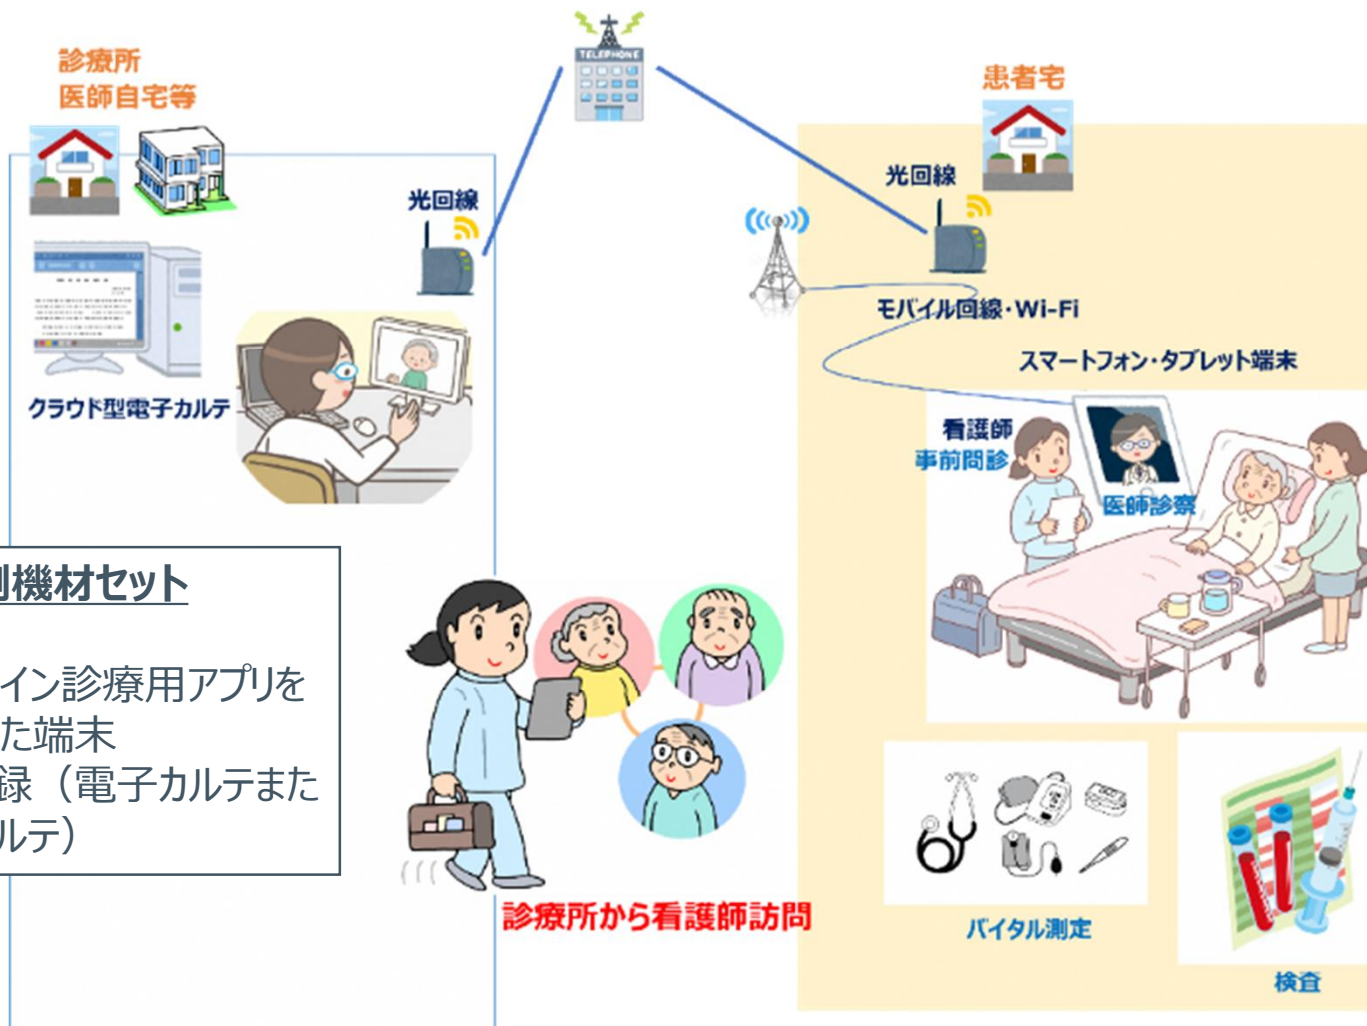 診療所
医師自宅等
TELEPHONE
患者宅
光回線
光回線
クラウド型電子カルテ
モバイル回線・Wi-Fi
スマートフォン・タブレット端末
看護師
事前問診
医師診察
機材セット
イン診療用アプリを
た端末
録（電子カルテまた
ルテ）
診療所から看護師訪問
バイタル測定
検査